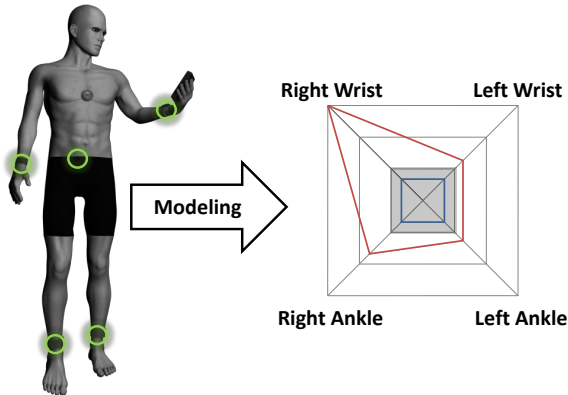 Right Wrist
Left Wrist
Modeling
Right Ankle
Left Ankle